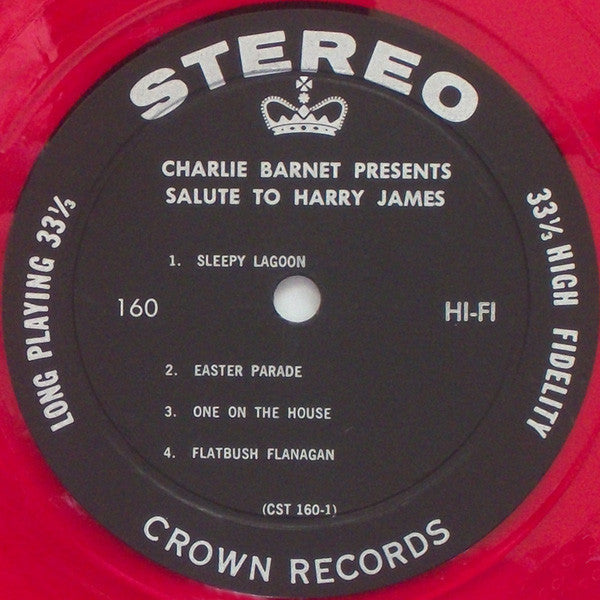 STEREO
CHARLIE BARNET PRESENTS
SALUTE TO HARRY JAMES
1. SLEEPY LAGOON
160
HI-FI
2. EASTER PARADE
3. ONE ON THE HOUSE
4. FLATBUSH FLANAGAN
(CST 160-1)
LONG PLAYING 33⅓
33⅓ HIGH FIDELITY
CROWN RECORDS